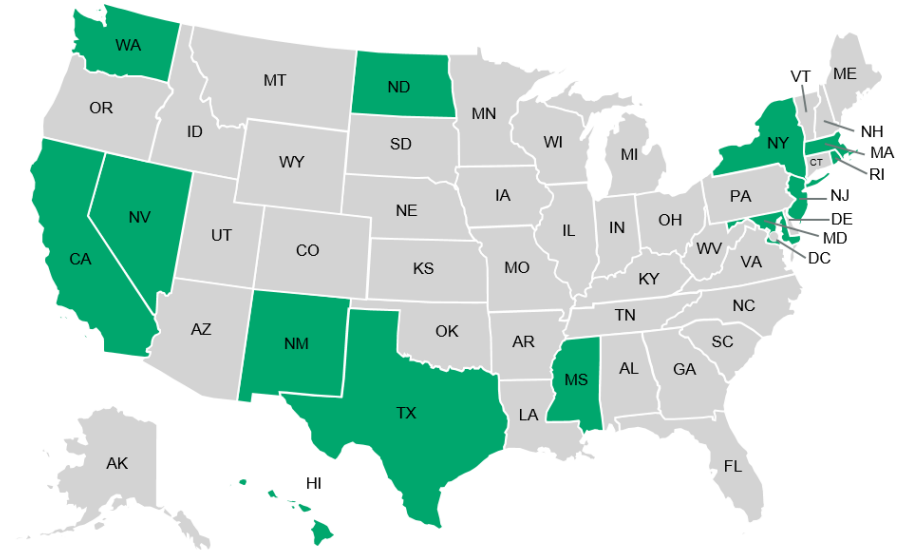 WA
MT
ND
MN
VT
ME
OR
ID
WY
SD
WI
MI
NY
NH
MA
CT
RI
NV
UT
CO
NE
IA
IL
IN
OH
PA
NJ
DE
MD
DC
CA
KS
MO
KY
WV
VA
AZ
NM
OK
AR
TN
NC
SC
TX
LA
MS
AL
GA
FL
AK
HI